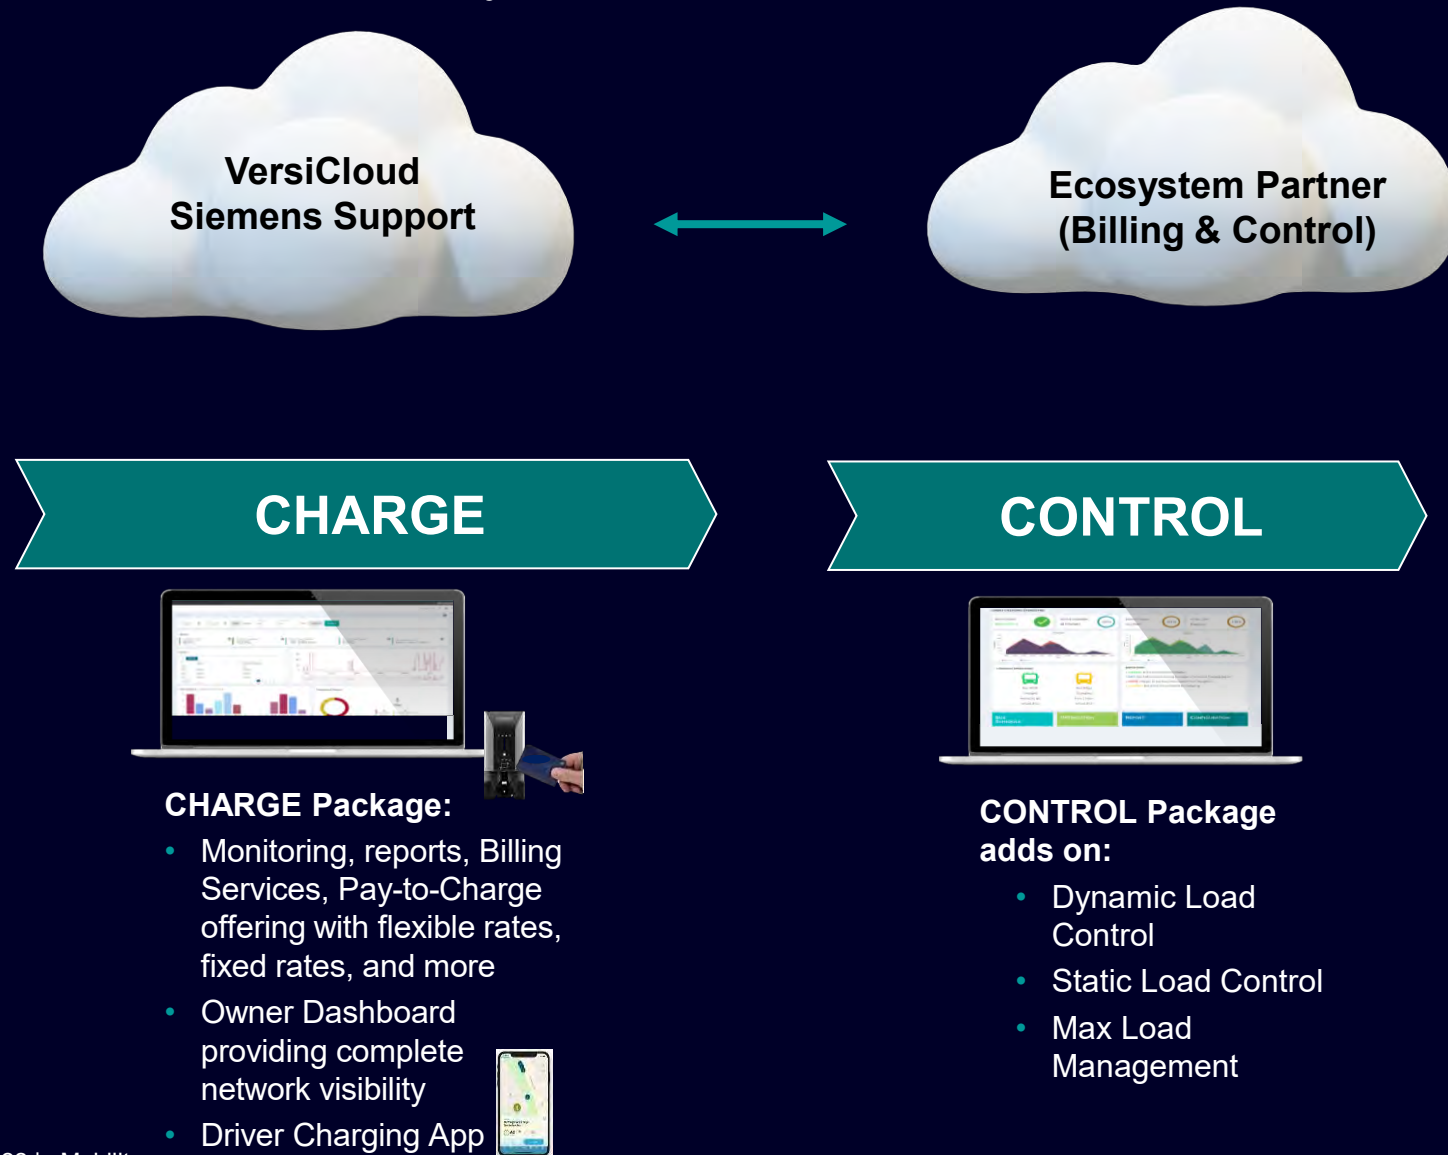 VersiCloud
Siemens Support
Ecosystem Partner
(Billing & Control)
CHARGE
CONTROL
CHARGE Package:
• Monitoring, reports, Billing
Services, Pay-to-Charge
offering with flexible rates,
fixed rates, and more
• Owner Dashboard
providing complete
network visibility
• Driver Charging App
CONTROL Package
adds on:
• Dynamic Load
Control
• Static Load Control
• Max Load
Management